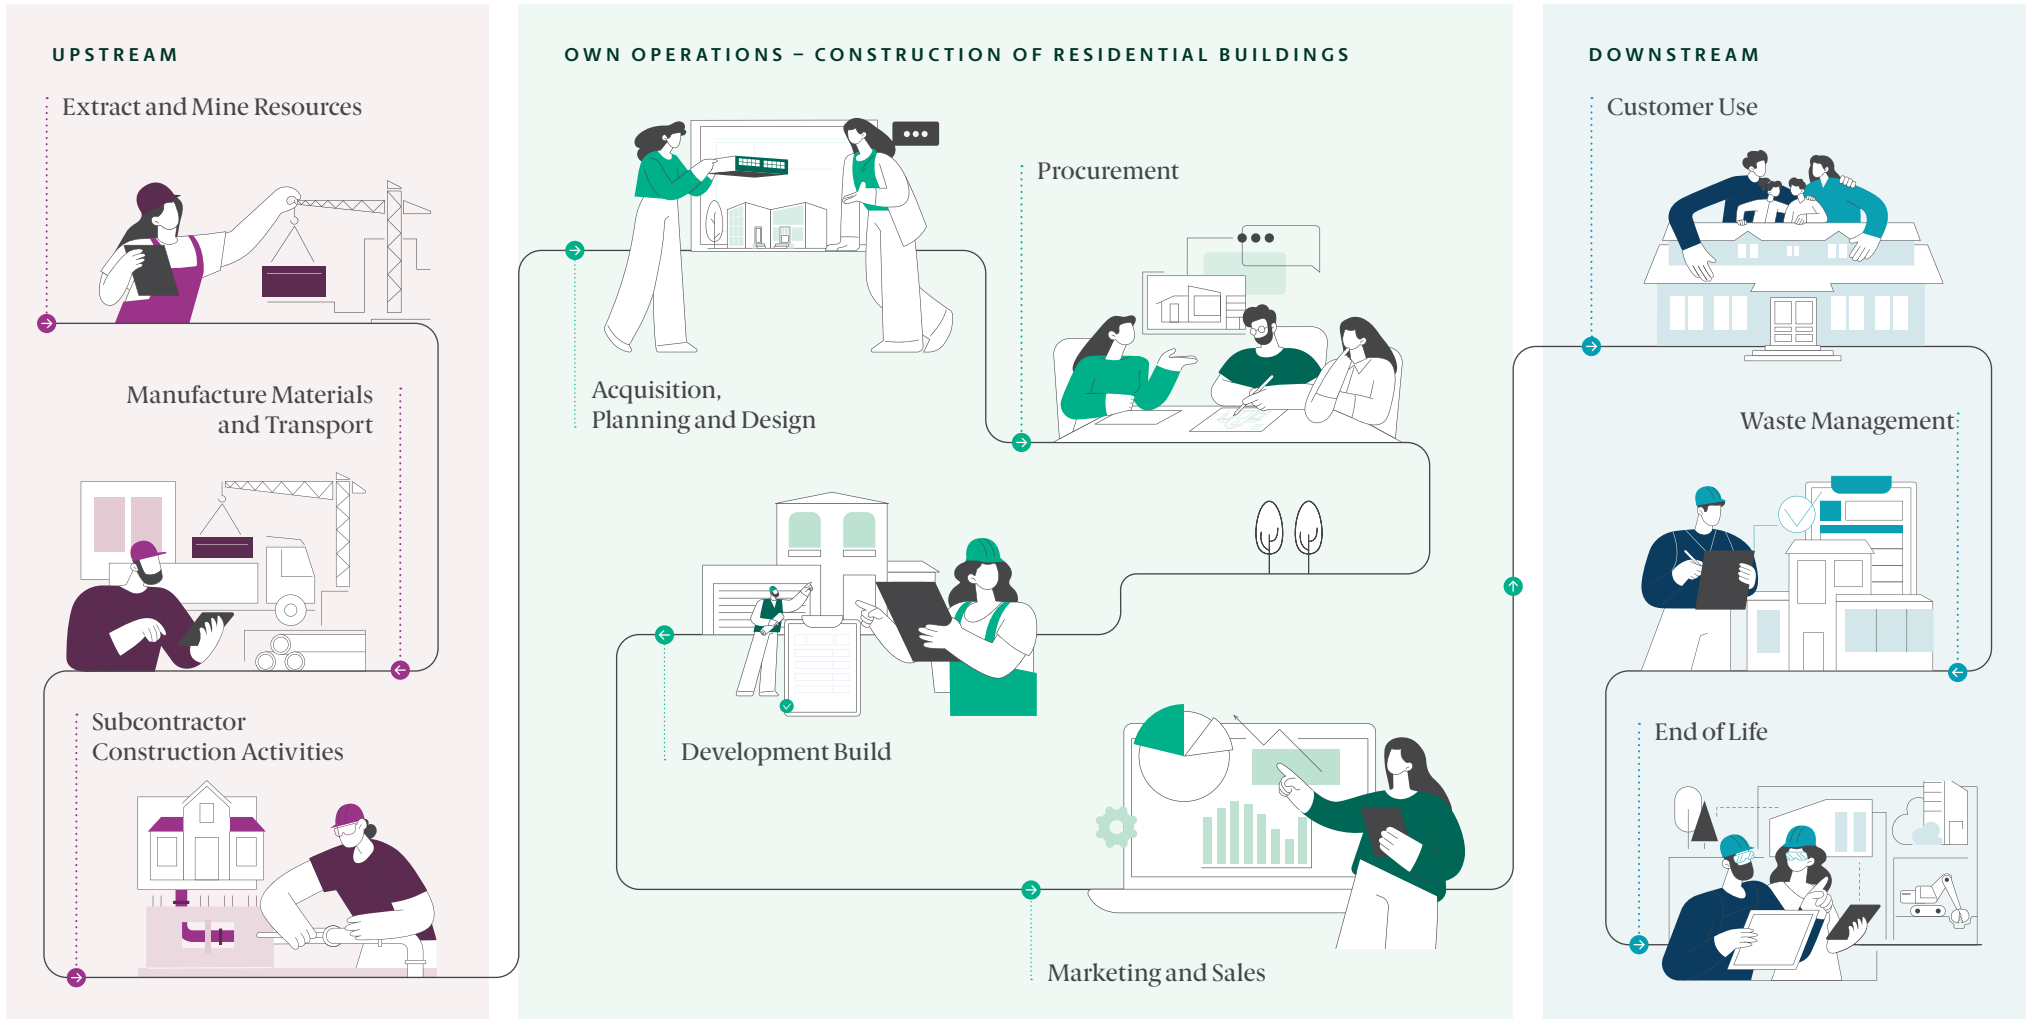 UPSTREAM
Extract and Mine Resources
Manufacture Materials
and Transport
Subcontractor
Construction Activities
OWN OPERATIONS – CONSTRUCTION OF RESIDENTIAL BUILDINGS
Acquisition,
Planning and Design
Procurement
Development Build
Marketing and Sales
DOWNSTREAM
Customer Use
Waste Management
End of Life